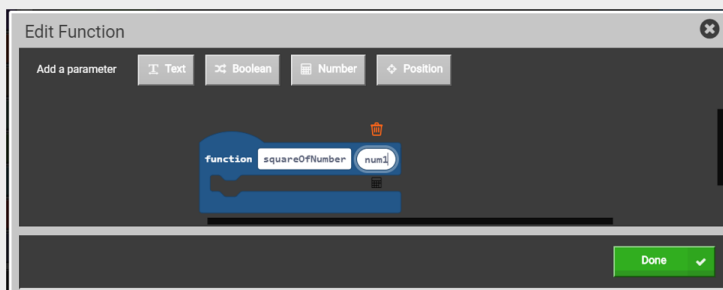 Edit Function
Add a parameter Text Boolean Number Position
function squareOfNumber num1
Done